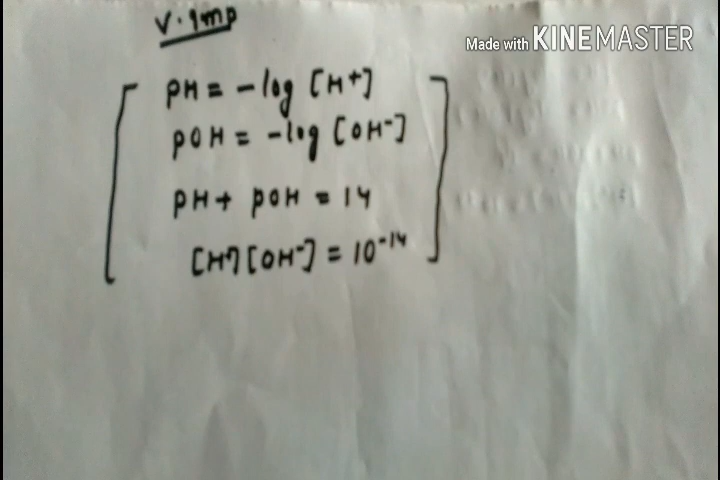 V. Imp
Made with KINEMASTER
pH = -log [H+]
pOH = -log [OH-]
pH + pOH = 14
[H+] [OH-] = 10⁻¹⁴